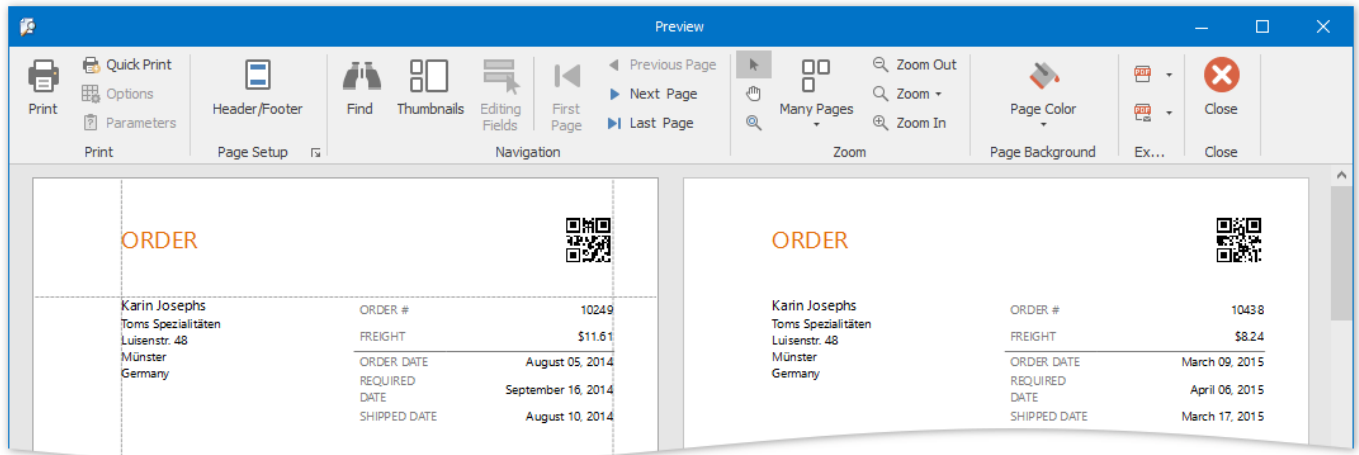 Preview
Print
Quick Print
Options
Parameters
Print
Header/Footer
Page Setup
Find
Thumbnails
Editing
Fields
First
Page
Previous Page
Next Page
Last Page
Navigation
Many Pages
Zoom Out
Zoom
Zoom In
Zoom
Page Color
Page Background
PDF
PDF
Ex...
Close
Close
ORDER
Karin Josephs
Toms Spezialitäten
Luisenstr. 48
Münster
Germany
ORDER # 10249
FREIGHT $11.61
ORDER DATE August 05, 2014
REQUIRED
DATE September 16, 2014
SHIPPED DATE August 10, 2014
ORDER
Karin Josephs
Toms Spezialitäten
Luisenstr. 48
Münster
Germany
ORDER # 10438
FREIGHT $8.24
ORDER DATE March 09, 2015
REQUIRED
DATE April 06, 2015
SHIPPED DATE March 17, 2015